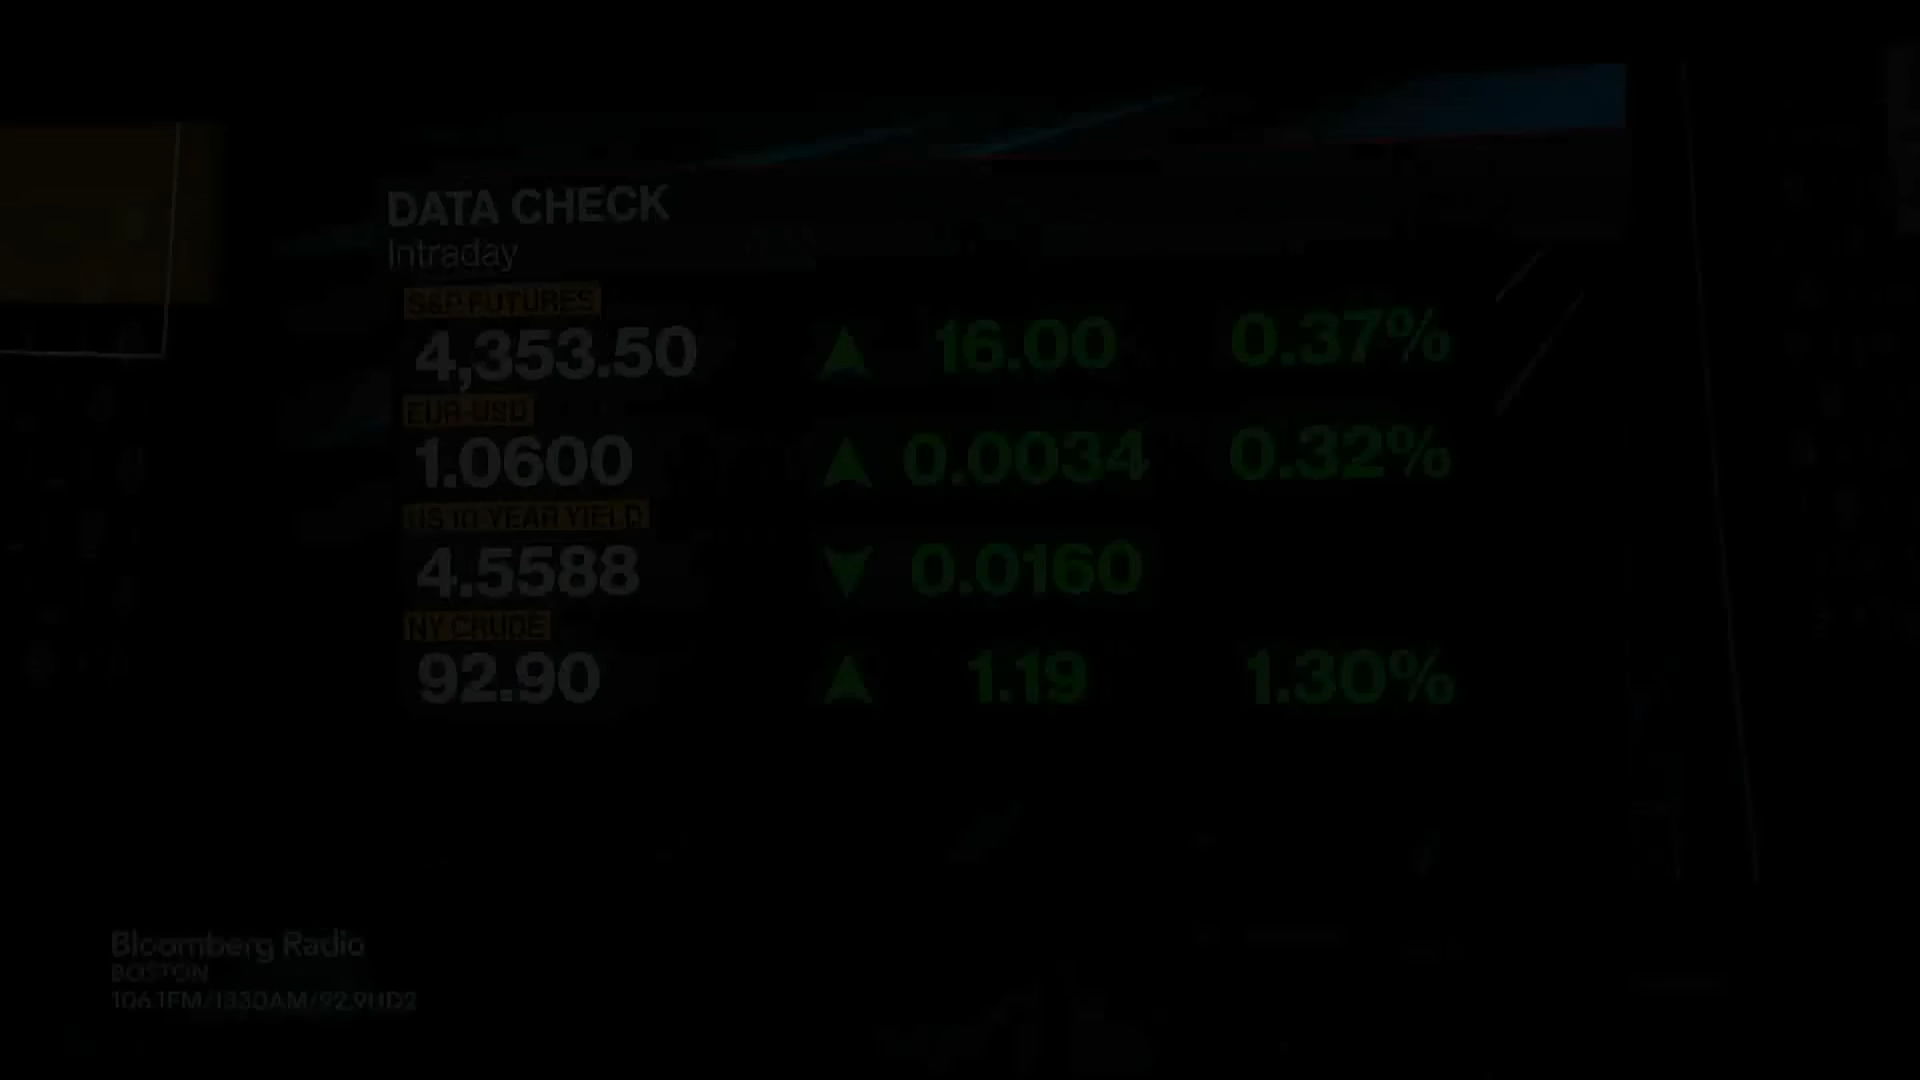 DATA CHECK
Intraday
S&P FUTURES
4,353.50 ▲ 16.00 0.37%
EUR-USD
1.0600 ▲ 0.0034 0.32%
US 10-YEAR YIELD
4.5588 ▼ 0.0160
NY CRUDE
92.90 ▲ 1.19 1.30%
Bloomberg Radio
BOSTON
106.1FM/1330AM/92.9HD2